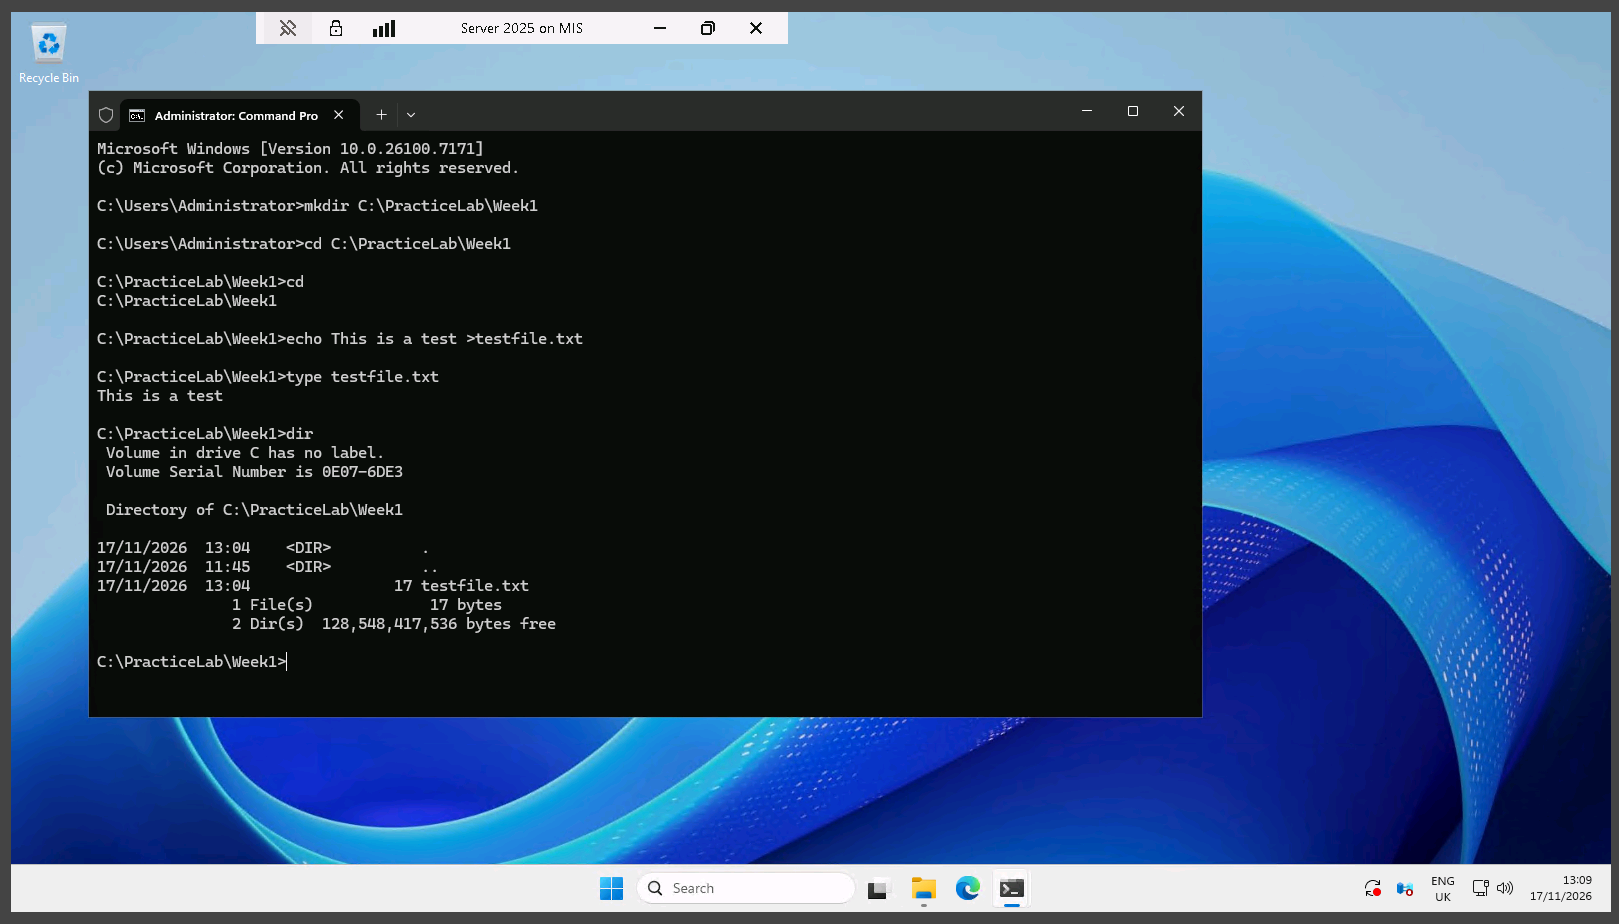 Server 2025 on MIS
Recycle Bin
Administrator: Command Pro
Microsoft Windows [Version 10.0.26100.7171]
(c) Microsoft Corporation. All rights reserved.
C:\Users\Administrator>mkdir C:\PracticeLab\Week1
C:\Users\Administrator>cd C:\PracticeLab\Week1
C:\PracticeLab\Week1>cd
C:\PracticeLab\Week1
C:\PracticeLab\Week1>echo This is a test >testfile.txt
C:\PracticeLab\Week1>type testfile.txt
This is a test
C:\PracticeLab\Week1>dir
Volume in drive C has no label.
Volume Serial Number is 0E07-6DE3
Directory of C:\PracticeLab\Week1
17/11/2026  13:04    <DIR>          .
17/11/2026  11:45    <DIR>          ..
17/11/2026  13:04                17 testfile.txt
1 File(s)             17 bytes
2 Dir(s)  128,548,417,536 bytes free
C:\PracticeLab\Week1>
Search
ENG
UK
13:09
17/11/2026